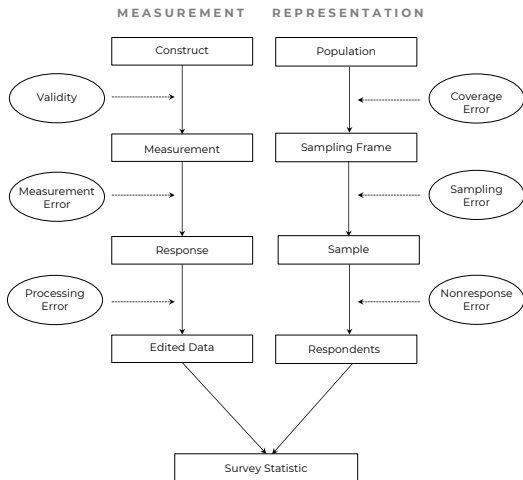 MEASUREMENT REPRESENTATION
Construct
Population
Validity
Coverage
Error
Measurement
Sampling Frame
Measurement
Error
Sampling
Error
Response
Sample
Processing
Error
Nonresponse
Error
Edited Data
Respondents
Survey Statistic